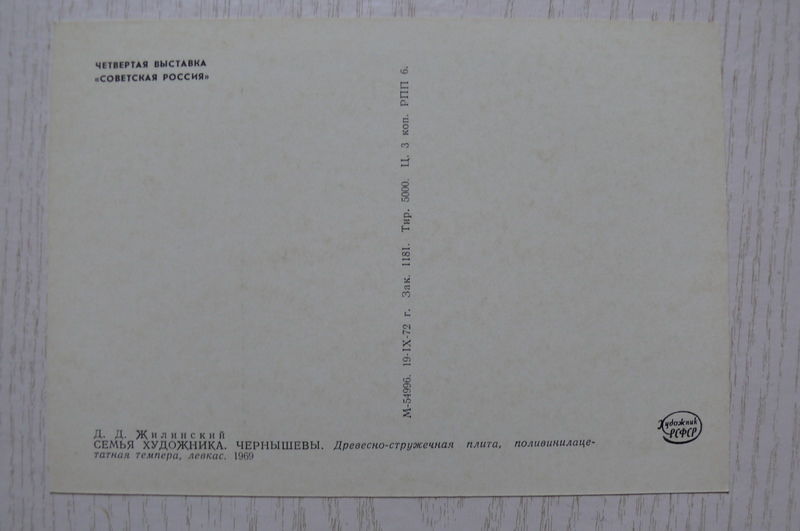 ЧЕТВЕРТАЯ ВЫСТАВКА
«СОВЕТСКАЯ РОССИЯ»
М-54996. 19-IX-72 г. Зак. 1181. Тир. 5000. Ц. 3 коп. РПП 6.
Д. Д. Жилинский
СЕМЬЯ ХУДОЖНИКА. ЧЕРНЫШЕВЫ. Древесно-стружечная плита, поливинилаце-
татная темпера, левкас. 1969
Художник
РСФСР